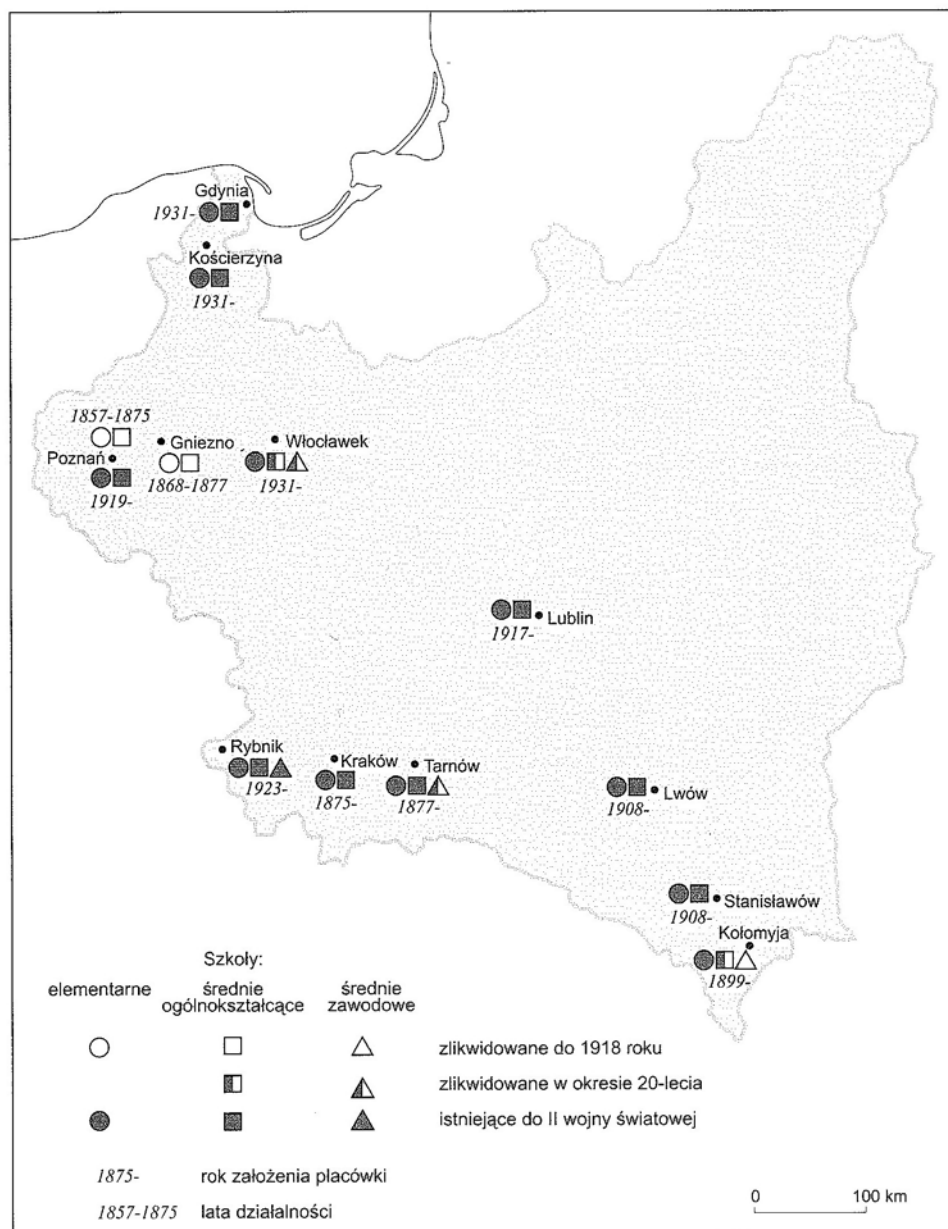 Gdynia
1931-
Kościerzyna
1931-
1857-1875
Gniezno
Włocławek
Poznań
1868-1877
1931-
1919-
Lublin
1917-
Rybnik
Kraków
Tarnów
1923-
1875-
1877-
Lwów
1908-
Stanisławów
1908-
Kołomyja
1899-
Szkoły:
elementarne
średnie
ogólnokształcące
średnie
zawodowe
zlikwidowane do 1918 roku
zlikwidowane w okresie 20-lecia
istniejące do II wojny światowej
1875-
rok założenia placówki
1857-1875
lata działalności
0
100 km